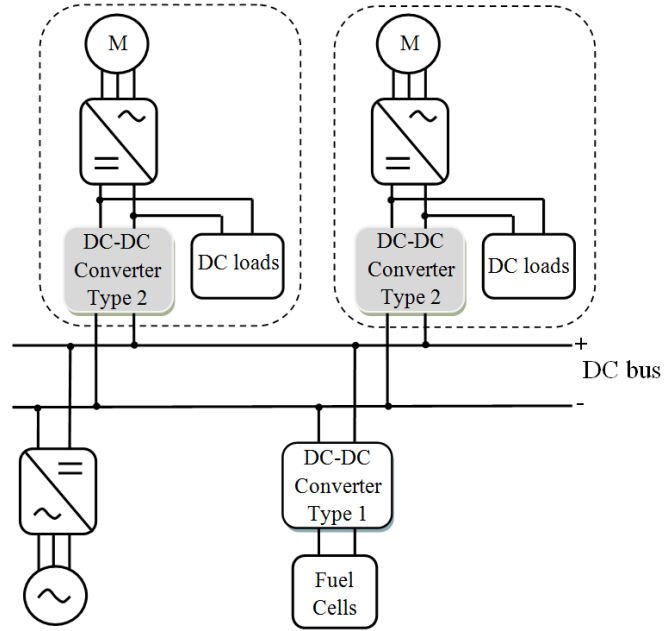 M
M
DC-DC
Converter
Type 2
DC loads
DC-DC
Converter
Type 2
DC loads
+
DC bus
-
DC-DC
Converter
Type 1
Fuel
Cells